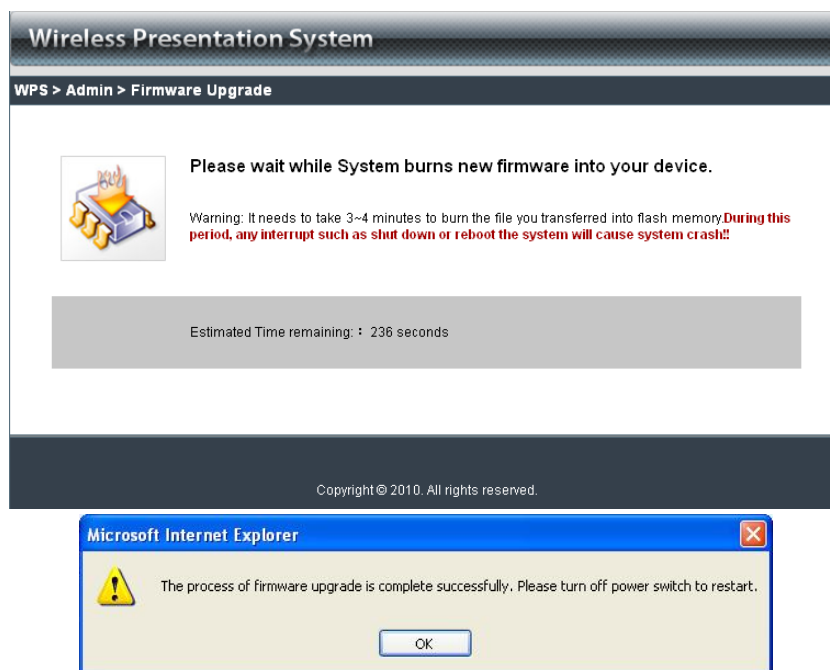 Wireless Presentation System
WPS > Admin > Firmware Upgrade
Please wait while System burns new firmware into your device.
Warning: It needs to take 3~4 minutes to burn the file you transferred into flash memory.During this
period, any interrupt such as shut down or reboot the system will cause system crash!!
Estimated Time remaining: : 236 seconds
Copyright © 2010. All rights reserved.
Microsoft Internet Explorer
The process of firmware upgrade is complete successfully. Please turn off power switch to restart.
OK